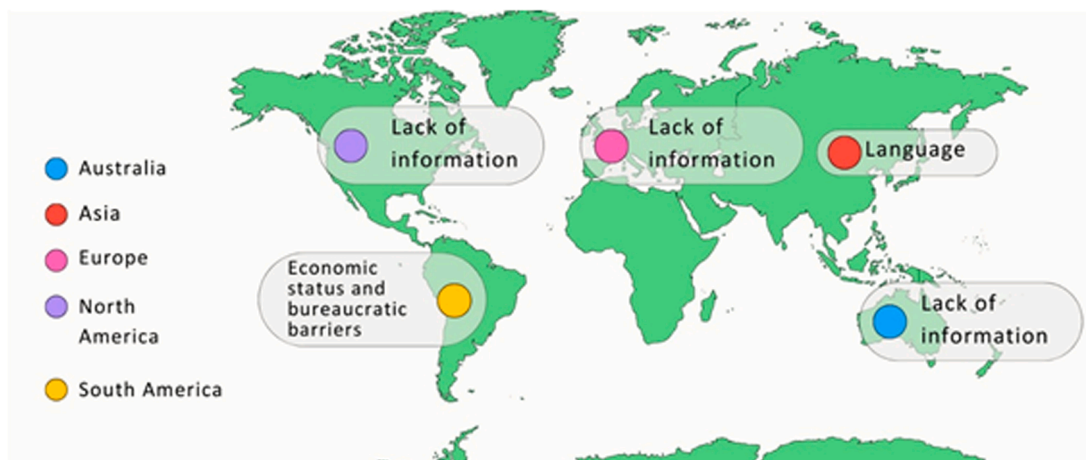 Australia
Asia
Europe
North
America
South America
Lack of
information
Lack of
information
Language
Economic
status and
bureaucratic
barriers
Lack of
information